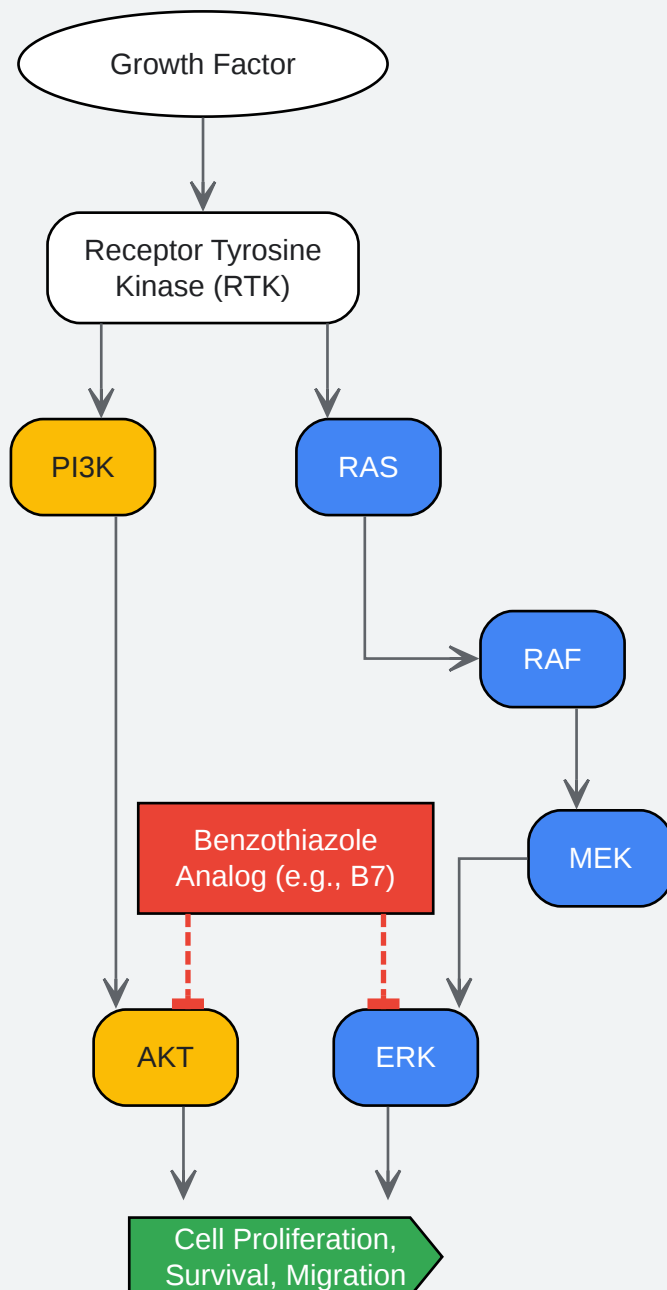 Growth Factor
Receptor Tyrosine
Kinase (RTK)
PI3K
RAS
RAF
Benzothiazole
Analog (e.g., B7)
MEK
AKT
ERK
Cell Proliferation,
Survival, Migration